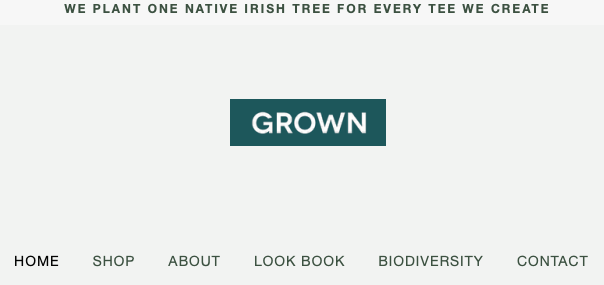 WE PLANT ONE NATIVE IRISH TREE FOR EVERY TEE WE CREATE
GROWN
HOME SHOP ABOUT LOOK BOOK BIODIVERSITY CONTACT